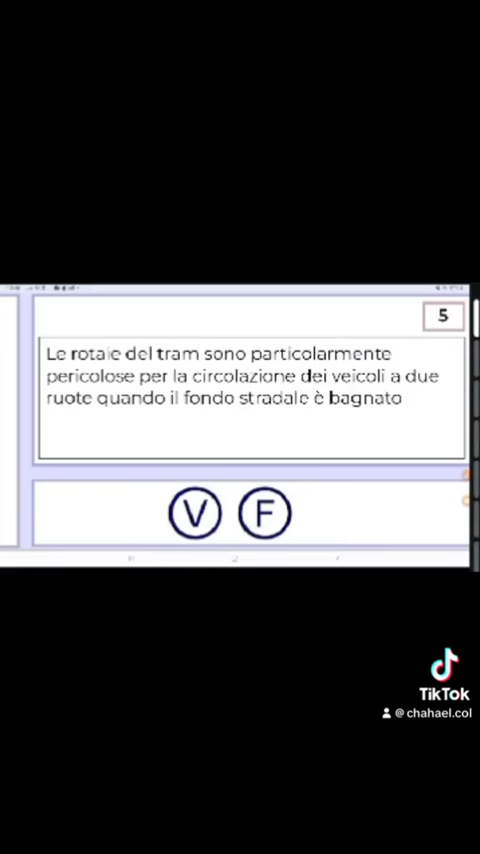 5
Le rotaie del tram sono particolarmente
pericolose per la circolazione dei veicoli a due
ruote quando il fondo stradale è bagnato
V F
TikTok
@ chahael.col